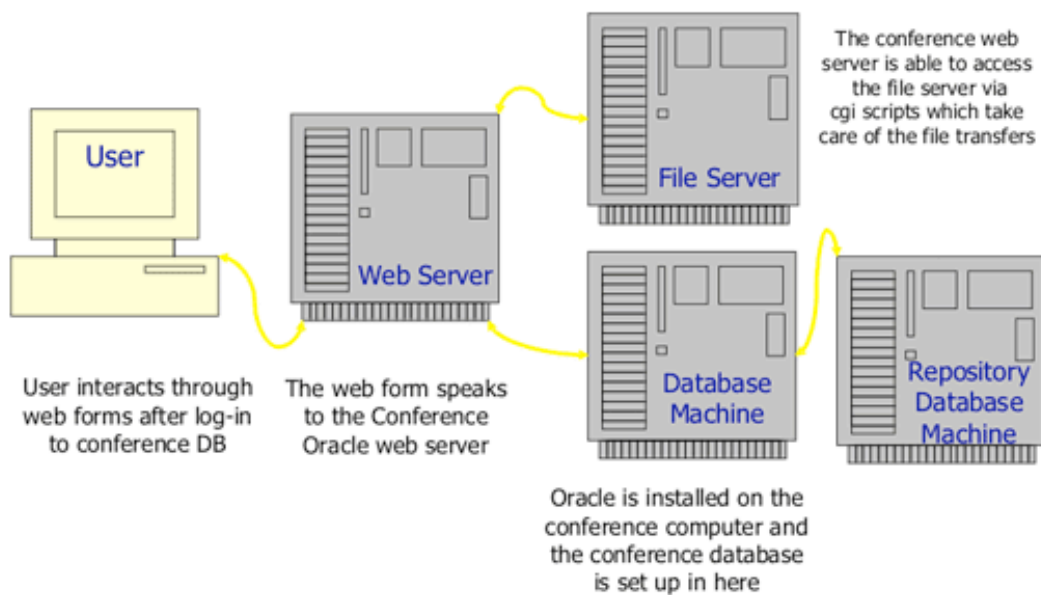 User
User interacts through
web forms after log-in
to conference DB
Web Server
The web form speaks
to the Conference
Oracle web server
File Server
The conference web
server is able to access
the file server via
cgi scripts which take
care of the file transfers
Database
Machine
Oracle is installed on the
conference computer and
the conference database
is set up in here
Repository
Database
Machine